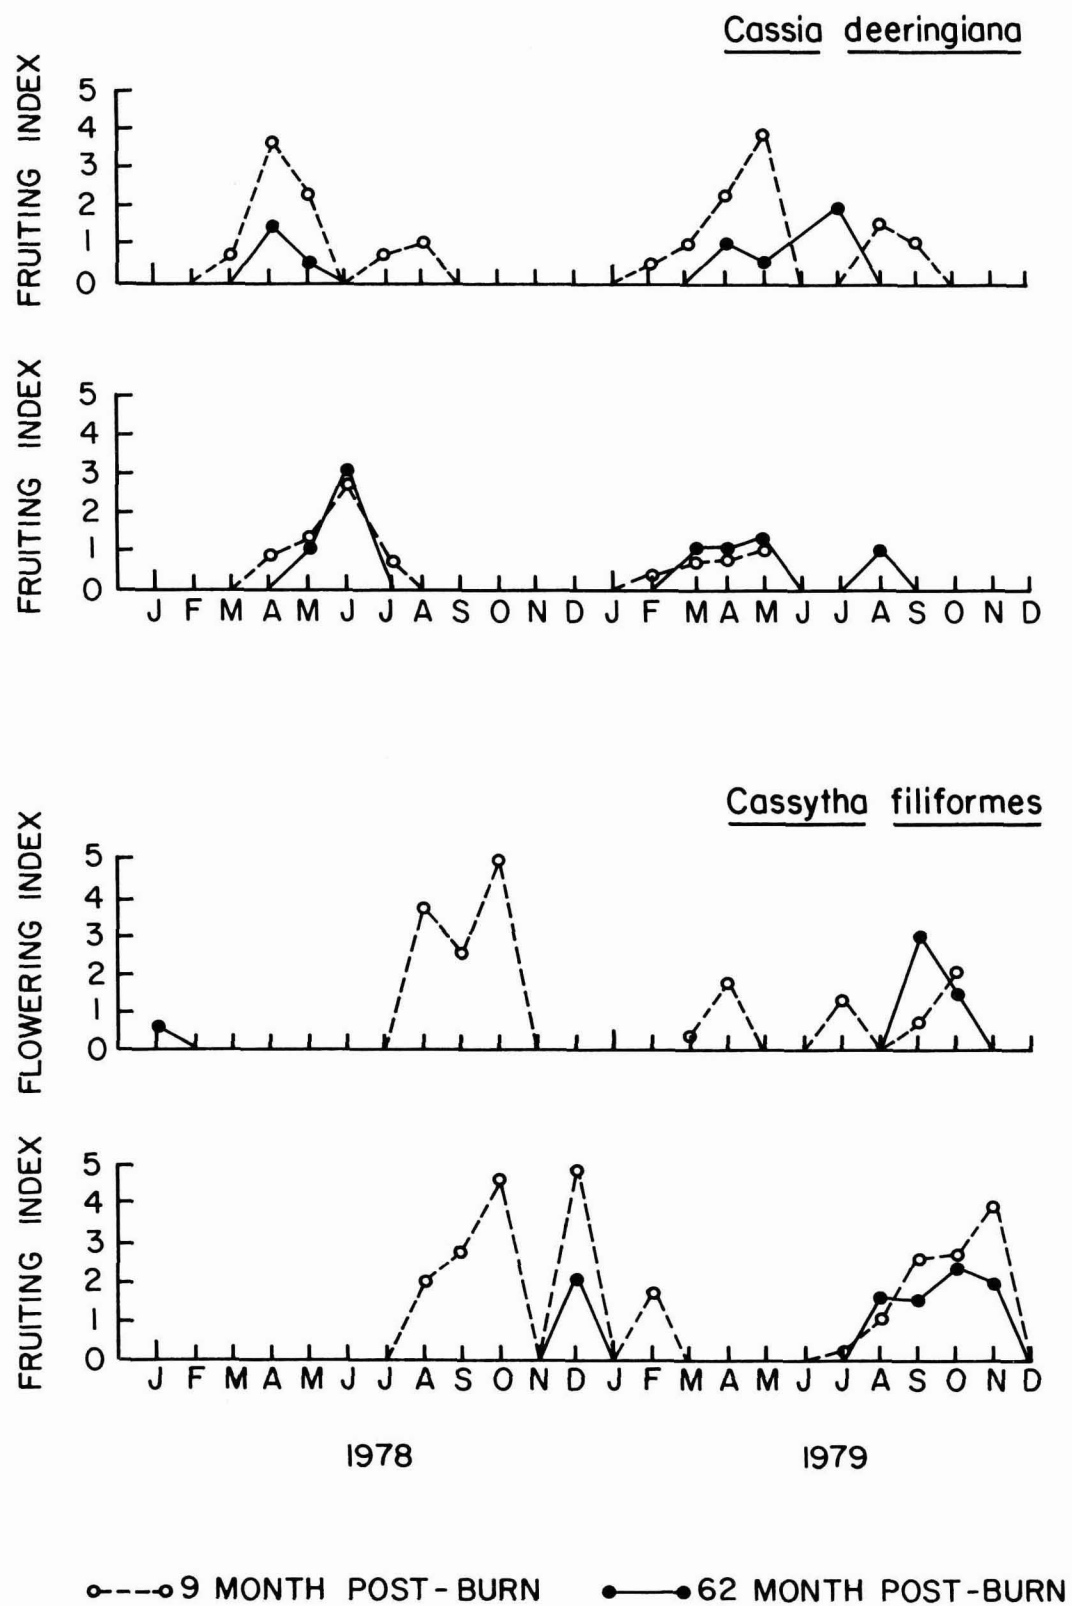 Cassia deeringiana
FRUITING INDEX
5
4
3
2
1
0
FRUITING INDEX
5
4
3
2
1
0
J F M A M J J A S O N D J F M A M J J A S O N D
Cassytha filiformes
FLOWERING INDEX
5
4
3
2
1
0
FRUITING INDEX
5
4
3
2
1
0
J F M A M J J A S O N D J F M A M J J A S O N D
1978 1979
9 MONTH POST-BURN 62 MONTH POST-BURN